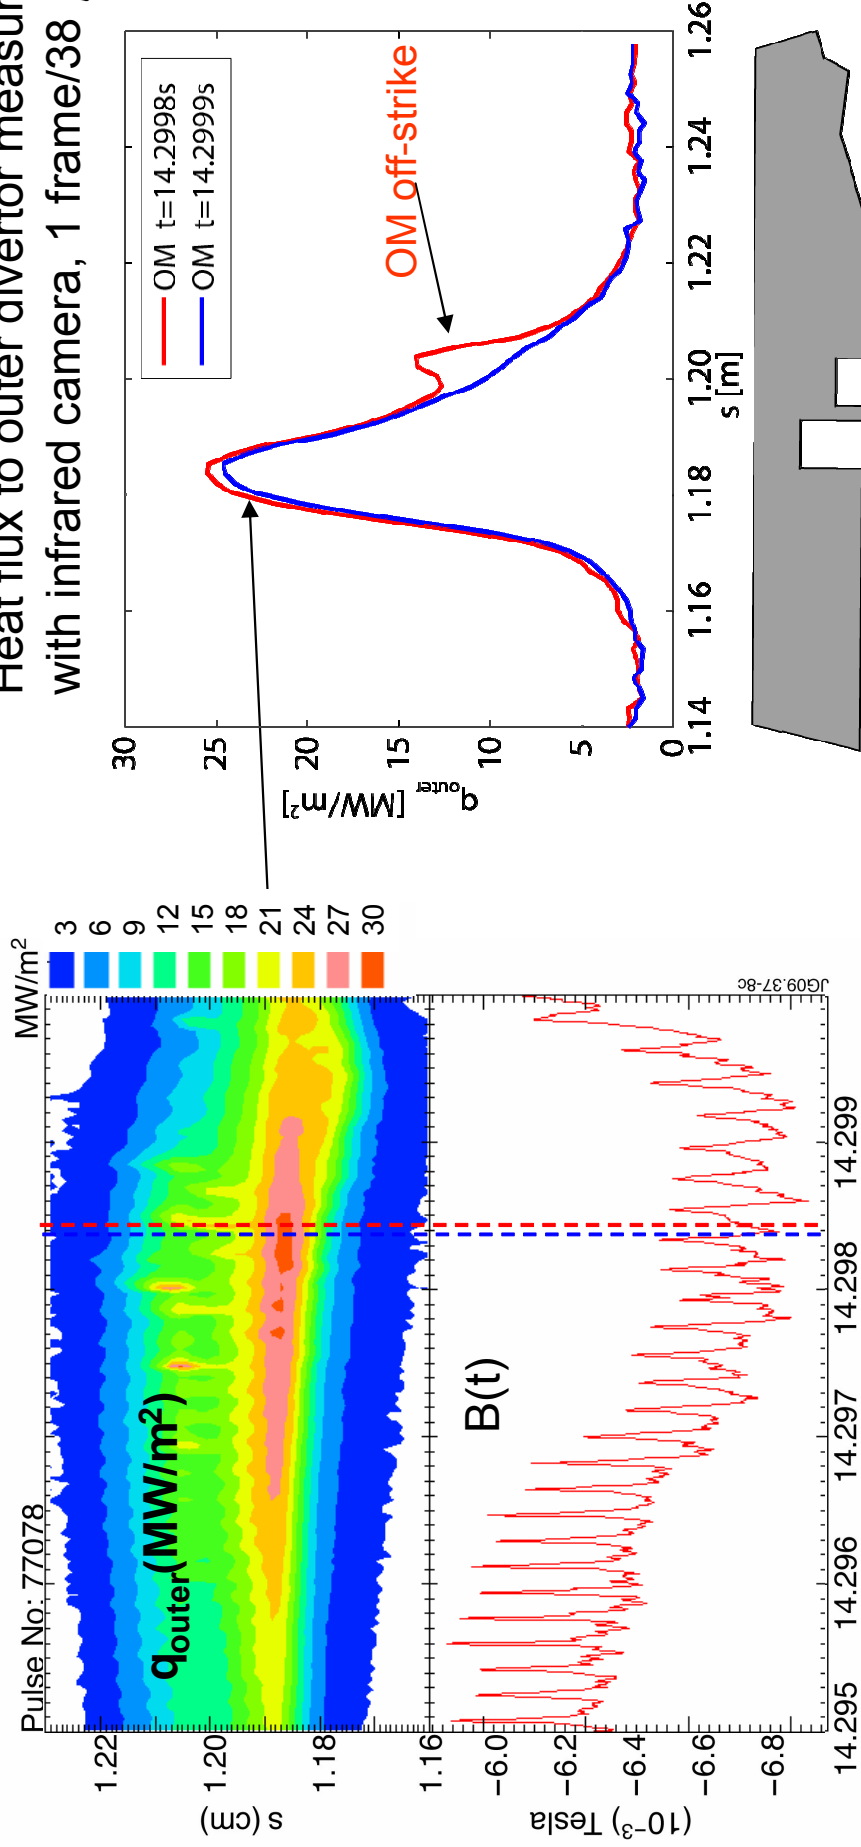 Heat flux to outer divertor
with infrared camera, 1 frame/38
Pulse No: 77078
MW/m²
q_outer(MW/m²)
3
6
9
12
15
18
21
24
27
30
1.22
1.20
1.18
1.16
s (cm)
B(t)
−6.0
−6.2
−6.4
−6.6
−6.8
(10⁻³) Tesla
14.295
14.296
14.297
14.298
14.299
JG09.37-8c
OM t=14.2998s
OM t=14.2999s
OM off-strike
30
25
20
15
10
5
0
q_outer [MW/m²]
1.14
1.16
1.18
1.20
1.22
1.24
1.26
s [m]